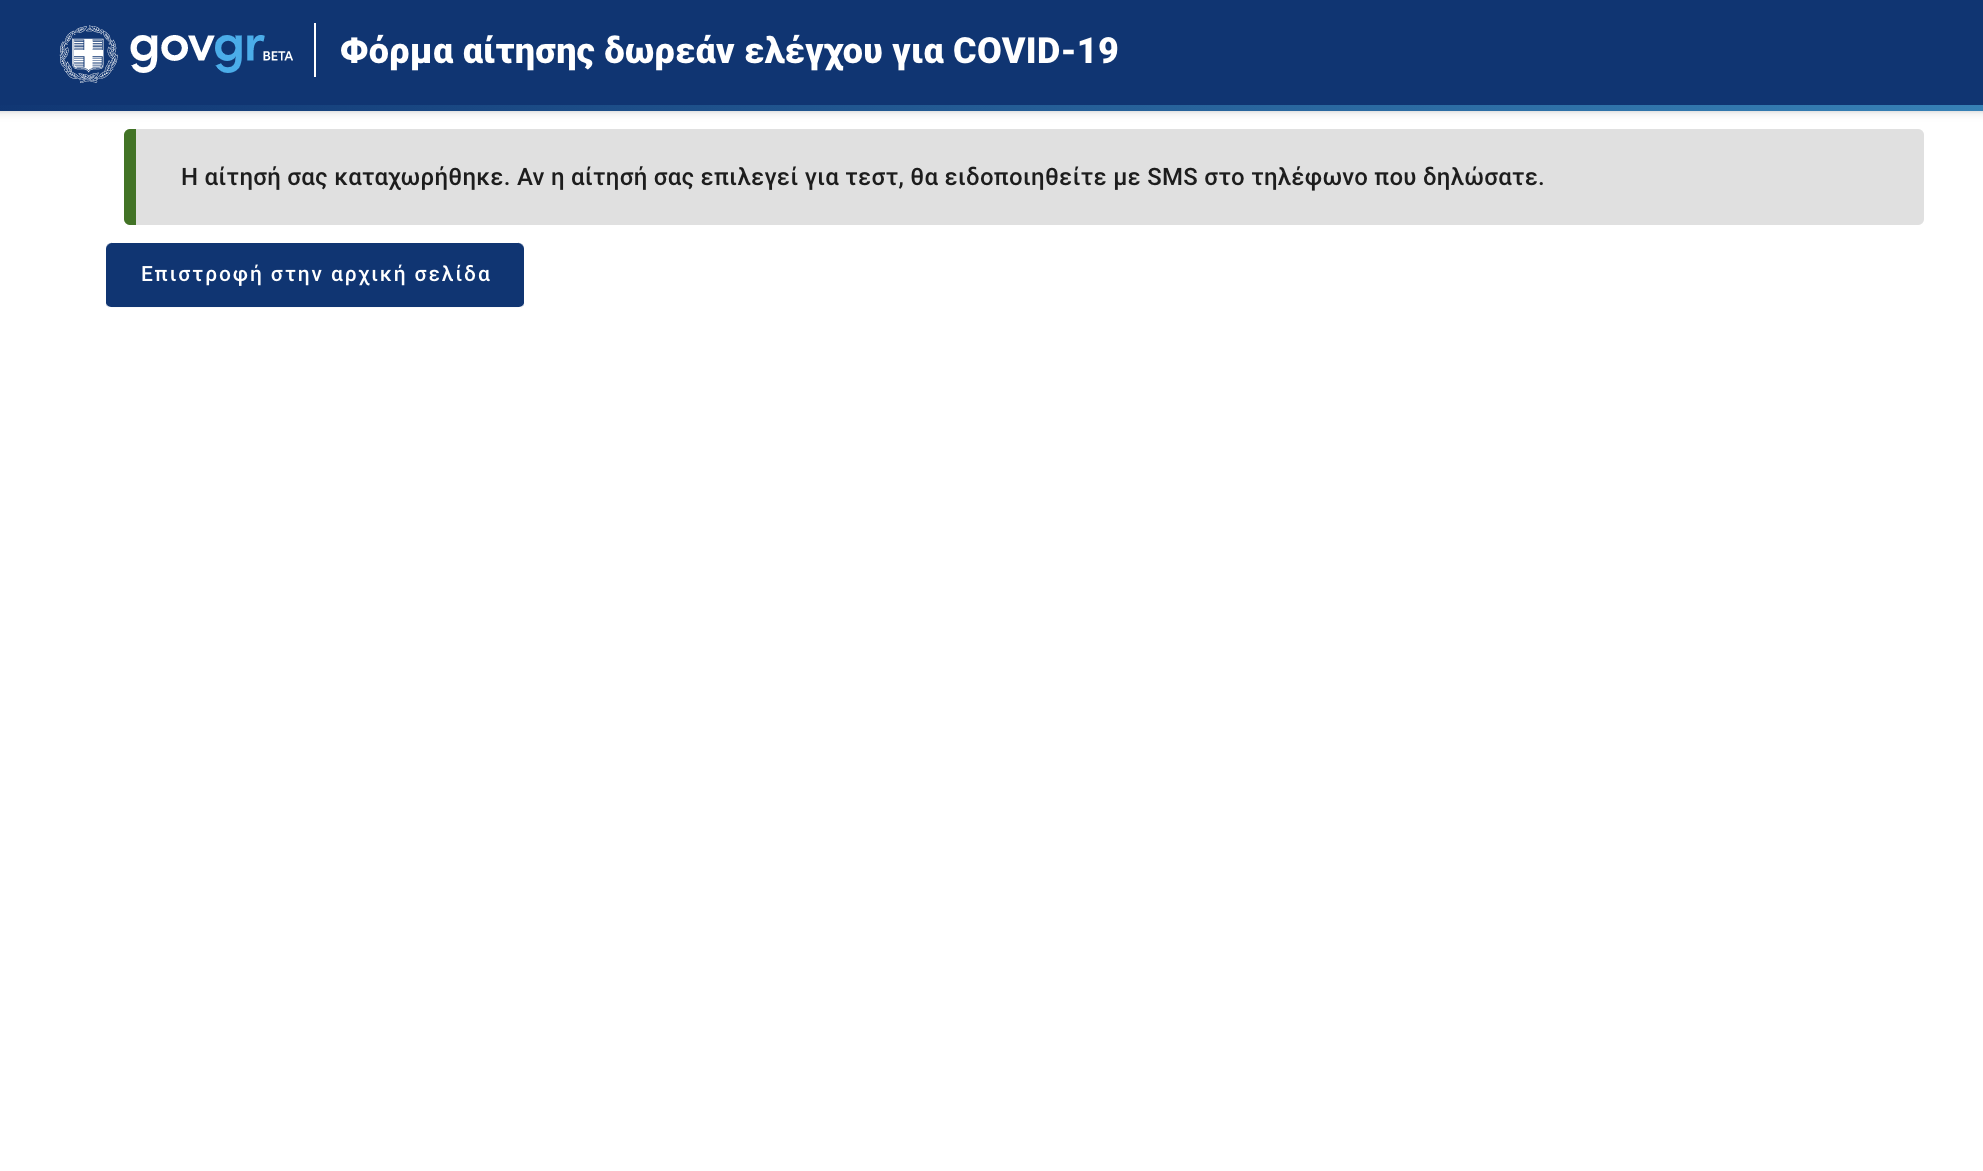 govgr BETA Φόρμα αίτησης δωρεάν ελέγχου για COVID-19
Η αίτησή σας καταχωρήθηκε. Αν η αίτησή σας επιλεγεί για τεστ, θα ειδοποιηθείτε με SMS στο τηλέφωνο που δηλώσατε.
Επιστροφή στην αρχική σελίδα